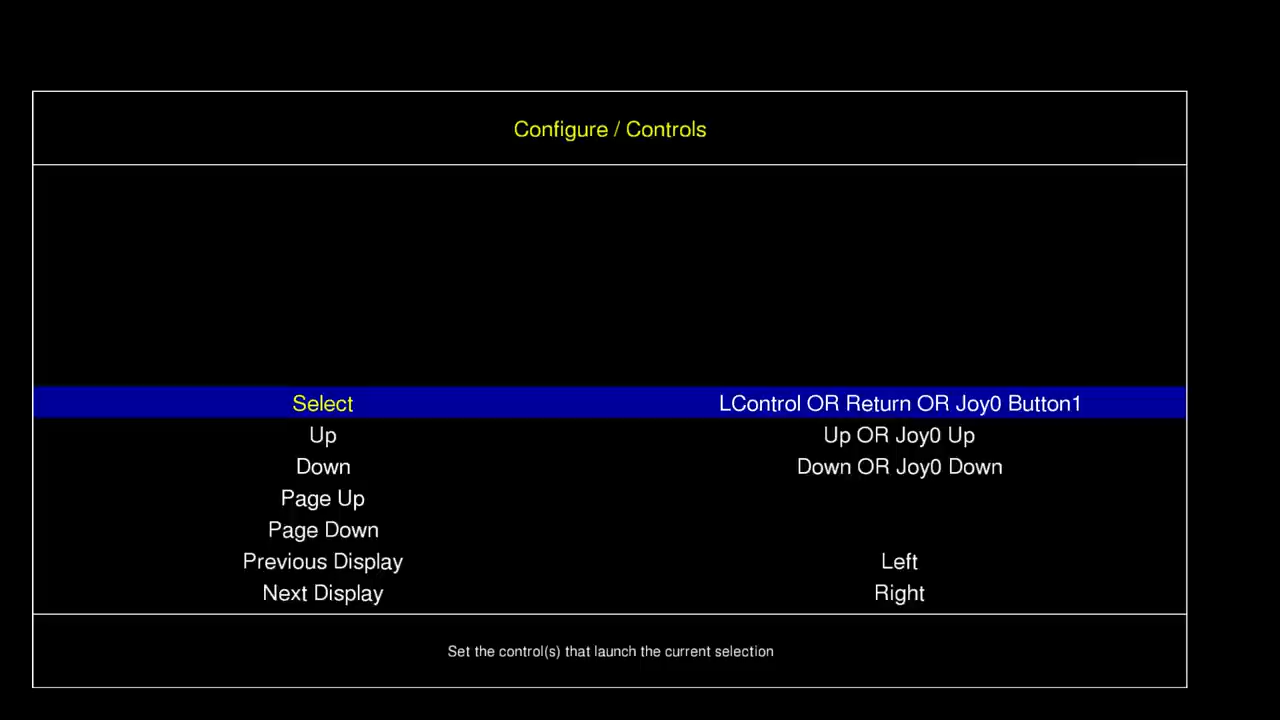 Configure / Controls
Select LControl OR Return OR Joy0 Button1
Up Up OR Joy0 Up
Down Down OR Joy0 Down
Page Up
Page Down
Previous Display Left
Next Display Right
Set the control(s) that launch the current selection